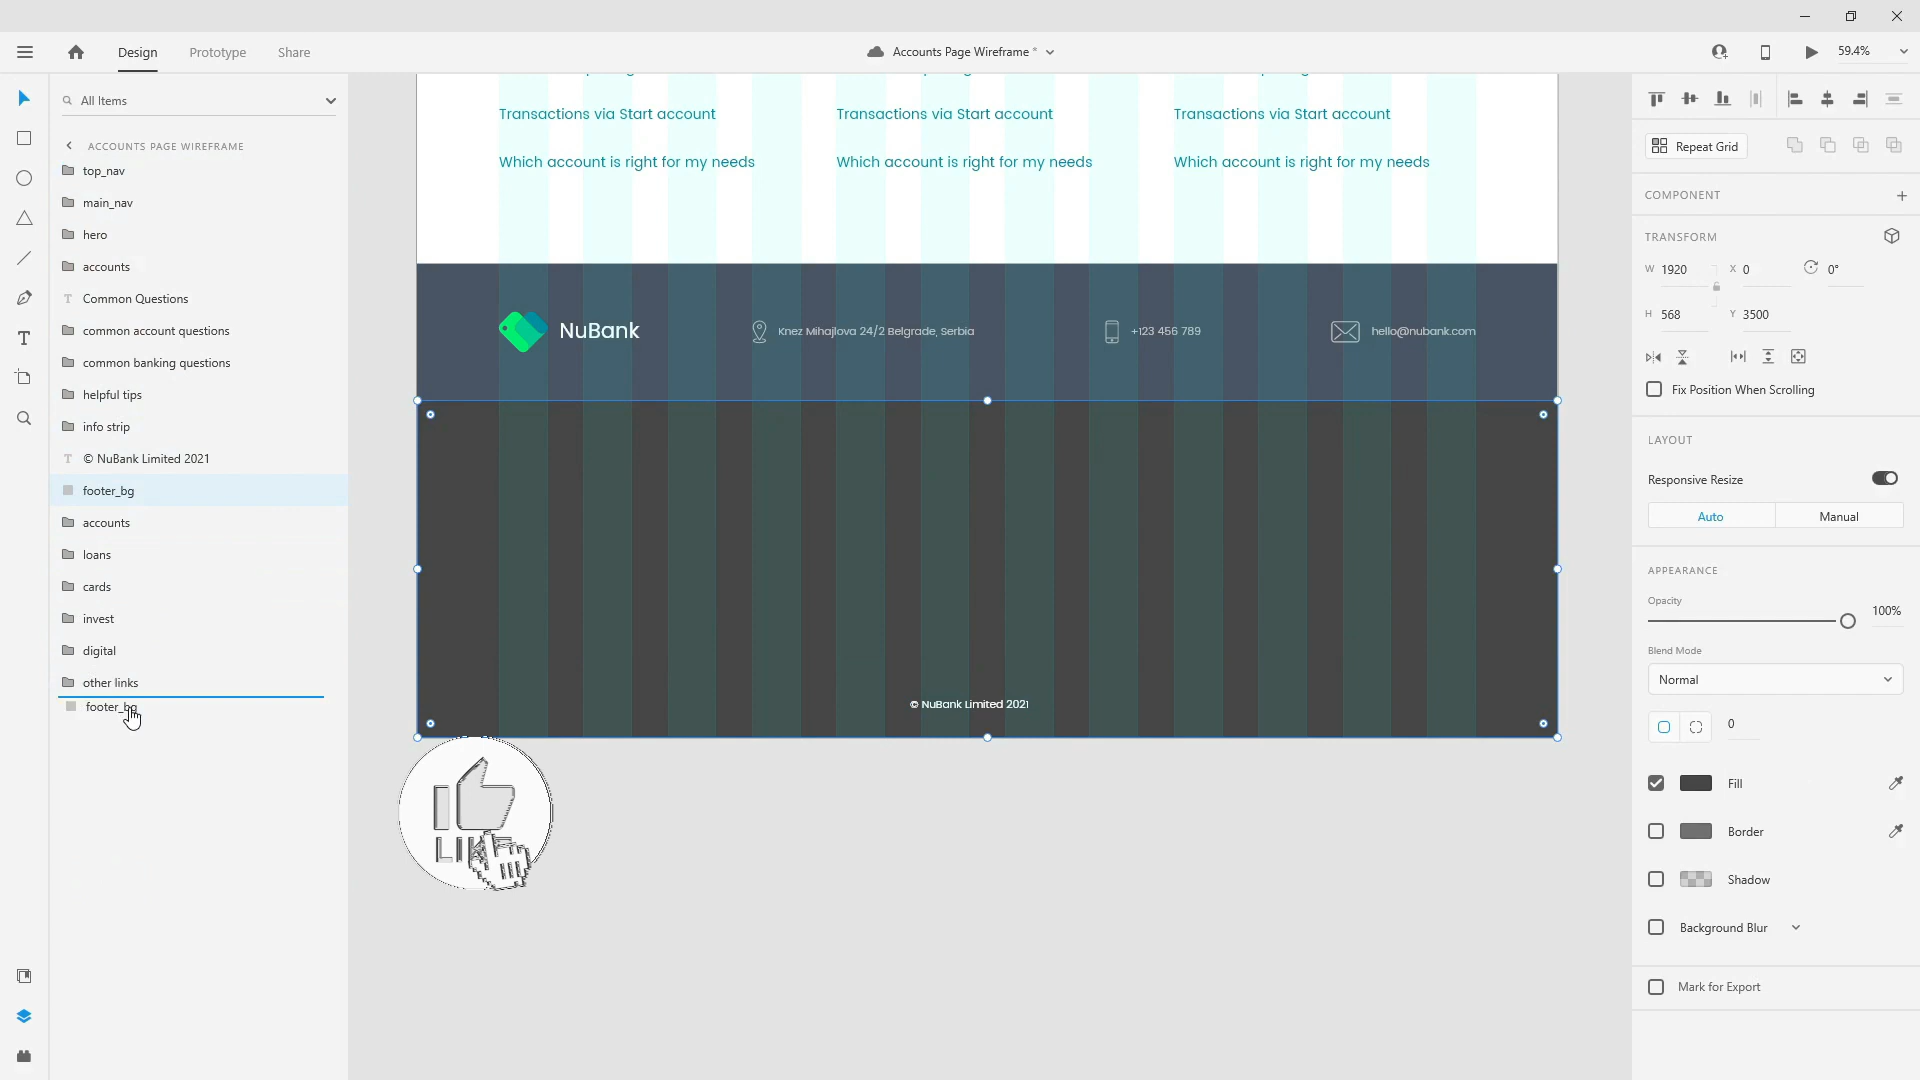 Design
Prototype
Share
Accounts Page Wireframe *
59.4%
All Items
ACCOUNTS PAGE WIREFRAME
top_nav
main_nav
hero
accounts
Common Questions
common account questions
common banking questions
helpful tips
info strip
© NuBank Limited 2021
footer_bg
accounts
loans
cards
invest
digital
other links
footer_bg
Transactions via Start account
Transactions via Start account
Transactions via Start account
Which account is right for my needs
Which account is right for my needs
Which account is right for my needs
NuBank
Knez Mihajlova 24/2 Belgrade, Serbia
+123 456 789
hello@nubank.com
© NuBank Limited 2021
LIKE
Repeat Grid
COMPONENT
TRANSFORM
W 1920
X 0
0°
H 568
Y 3500
Fix Position When Scrolling
LAYOUT
Responsive Resize
Auto
Manual
APPEARANCE
Opacity
100%
Blend Mode
Normal
0
Fill
Border
Shadow
Background Blur
Mark for Export